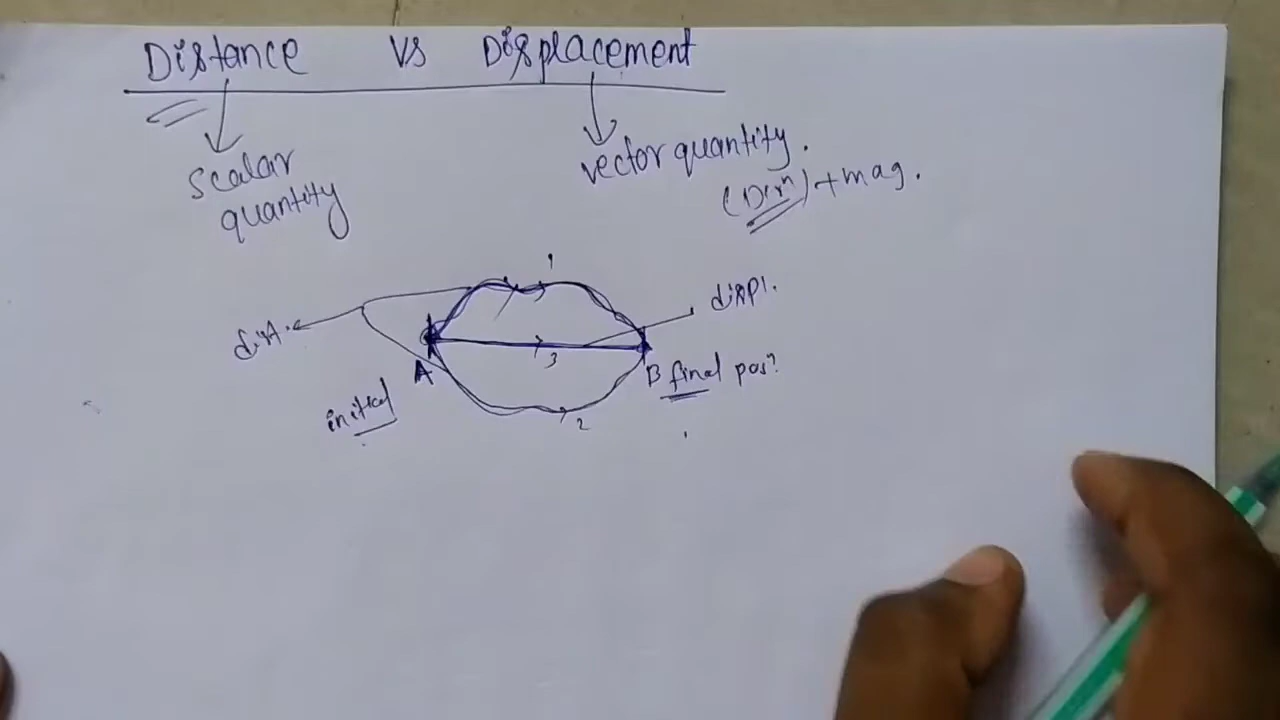 Distance vs Displacement
scalar
quantity
vector quantity.
(Dirⁿ) + mag.
1
displ.
dist.
3
A
B final posⁿ
initial
2